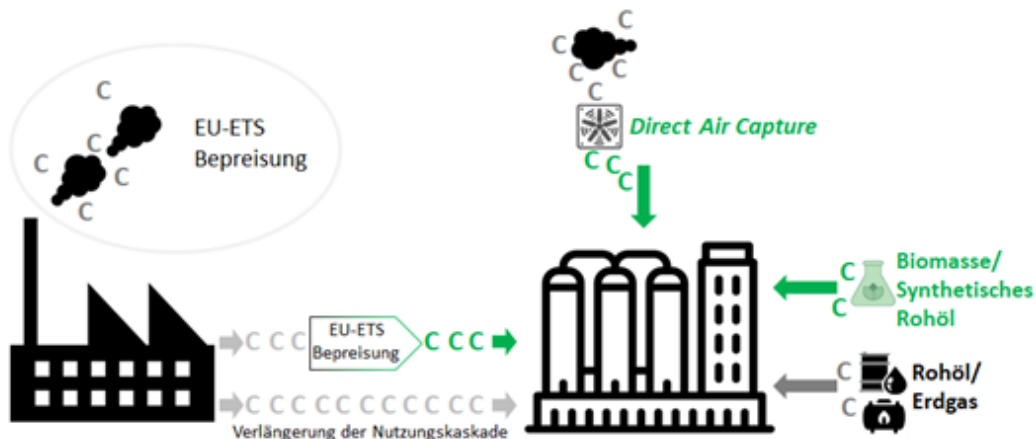 C
C
C
C
C
EU-ETS
Bepreisung
C
C
C
C
C
Direct Air Capture
C
C
C
C
C
Biomasse/
Synthetisches
Rohöl
C C C
EU-ETS
Bepreisung
C C C
C
C
Rohöl/
Erdgas
C C C C C C C C C C C
Verlängerung der Nutzungskaskade